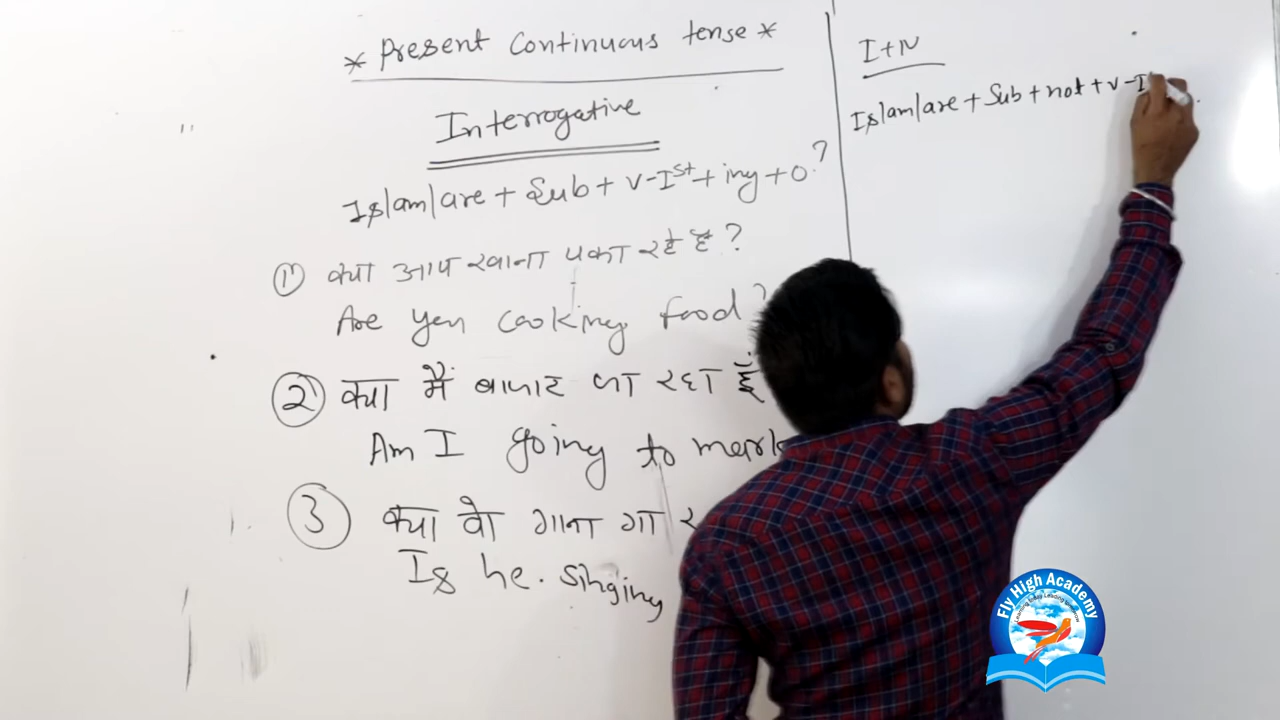 * Present Continuous tense *
Interrogative
Is/am/are + Sub + V-Ist + ing + O ?
① क्या आप खाना पका रहे हैं ?
Are you cooking food ?
② क्या मैं बाजार जा रहा हूँ
Am I going to mark
③ क्या वो गाना गा र
Is he. singing
I+N
Is/am/are + Sub + not + V-I
Fly High Academy